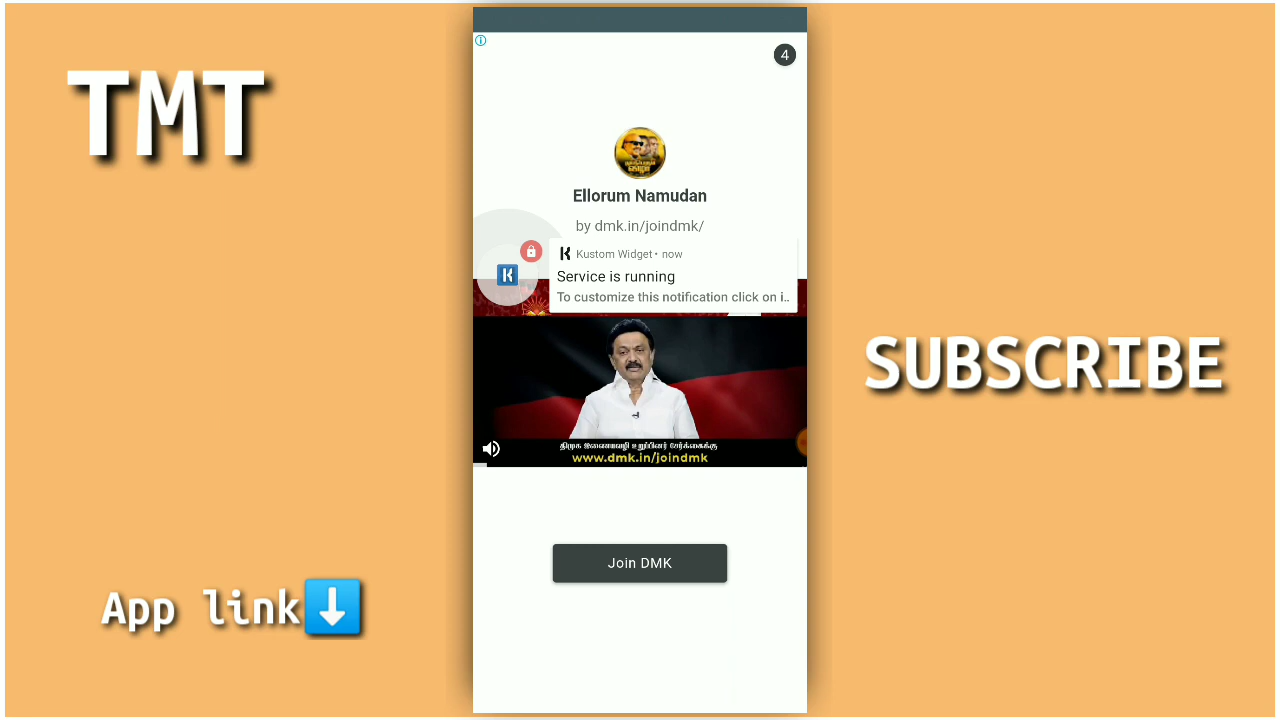 TMT
4
Ellorum Namudan
by dmk.in/joindmk/
Kustom Widget • now
Service is running
To customize this notification click on i..
திமுக இணையவழி உறுப்பினர் சேர்க்கைக்கு
www.dmk.in/joindmk
Join DMK
SUBSCRIBE
App link